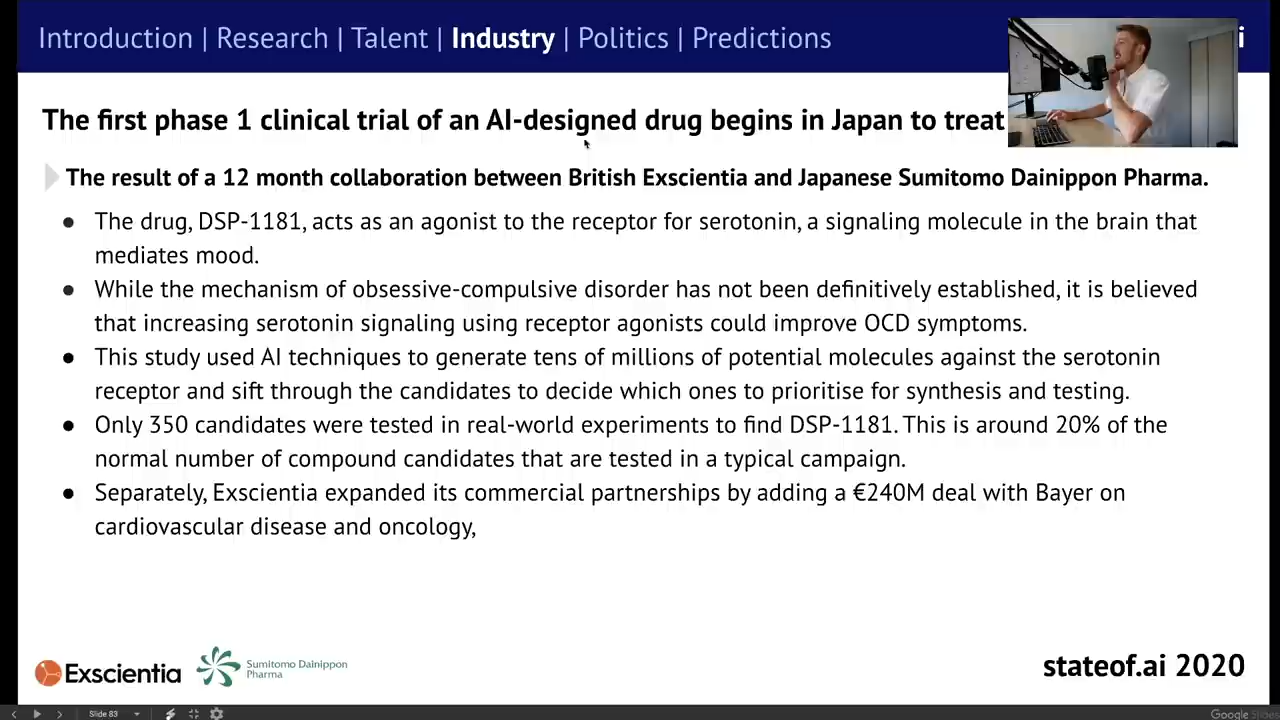 Introduction | Research | Talent | Industry | Politics | Predictions
i
The first phase 1 clinical trial of an AI-designed drug begins in Japan to treat
The result of a 12 month collaboration between British Exscientia and Japanese Sumitomo Dainippon Pharma.
● The drug, DSP-1181, acts as an agonist to the receptor for serotonin, a signaling molecule in the brain that
mediates mood.
● While the mechanism of obsessive-compulsive disorder has not been definitively established, it is believed
that increasing serotonin signaling using receptor agonists could improve OCD symptoms.
● This study used AI techniques to generate tens of millions of potential molecules against the serotonin
receptor and sift through the candidates to decide which ones to prioritise for synthesis and testing.
● Only 350 candidates were tested in real-world experiments to find DSP-1181. This is around 20% of the
normal number of compound candidates that are tested in a typical campaign.
● Separately, Exscientia expanded its commercial partnerships by adding a €240M deal with Bayer on
cardiovascular disease and oncology,
Exscientia
Sumitomo Dainippon
Pharma
stateof.ai 2020
Slide 83
Google Slides